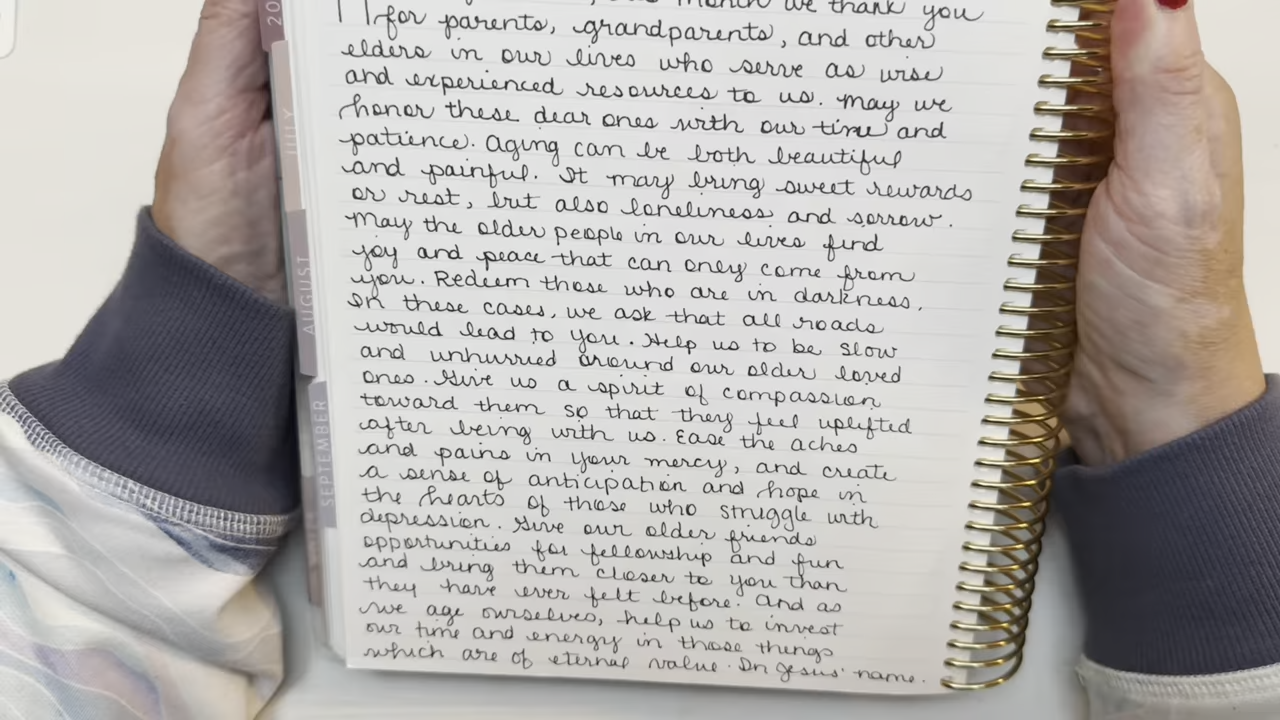 month we thank you
for parents, grandparents, and other
elders in our lives who serve as wise
and experienced resources to us. May we
honor these dear ones with our time and
patience. Aging can be both beautiful
and painful. It may bring sweet rewards
or rest, but also loneliness and sorrow.
May the older people in our lives find
joy and peace that can only come from
you. Redeem those who are in darkness.
In these cases, we ask that all roads
would lead to You. Help us to be slow
and unhurried around our older loved
ones. Give us a spirit of compassion
toward them so that they feel uplifted
after being with us. Ease the aches
and pains in your mercy, and create
a sense of anticipation and hope in
the hearts of those who struggle with
depression. Give our older friends
opportunities for fellowship and fun
and bring them closer to you than
they have ever felt before. And as
we age ourselves, help us to invest
our time and energy in those things
which are of eternal value. In Jesus' name.
20
JULY
AUGUST
SEPTEMBER